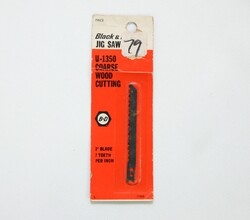 Black &
JIG SAW
79
U-1350
COARSE
WOOD
CUTTING
B-D
3" BLADE
7 TEETH
PER INCH